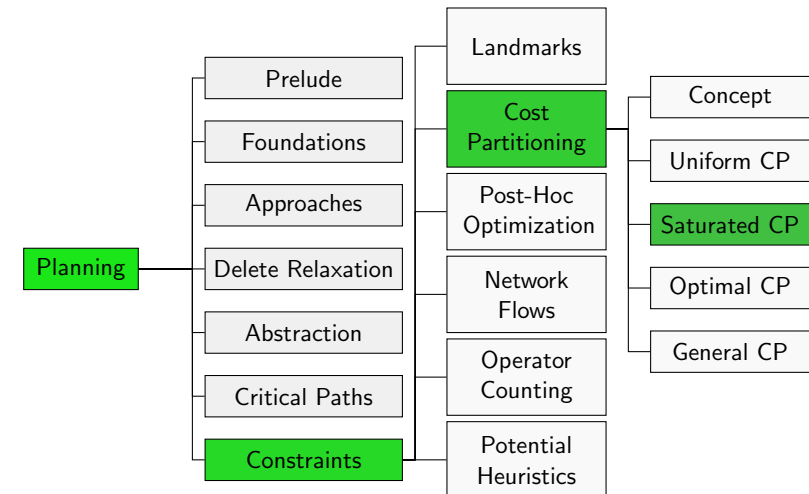 Planning
Prelude
Foundations
Approaches
Delete Relaxation
Abstraction
Critical Paths
Constraints
Landmarks
Cost
Partitioning
Post-Hoc
Optimization
Network
Flows
Operator
Counting
Potential
Heuristics
Concept
Uniform CP
Saturated CP
Optimal CP
General CP